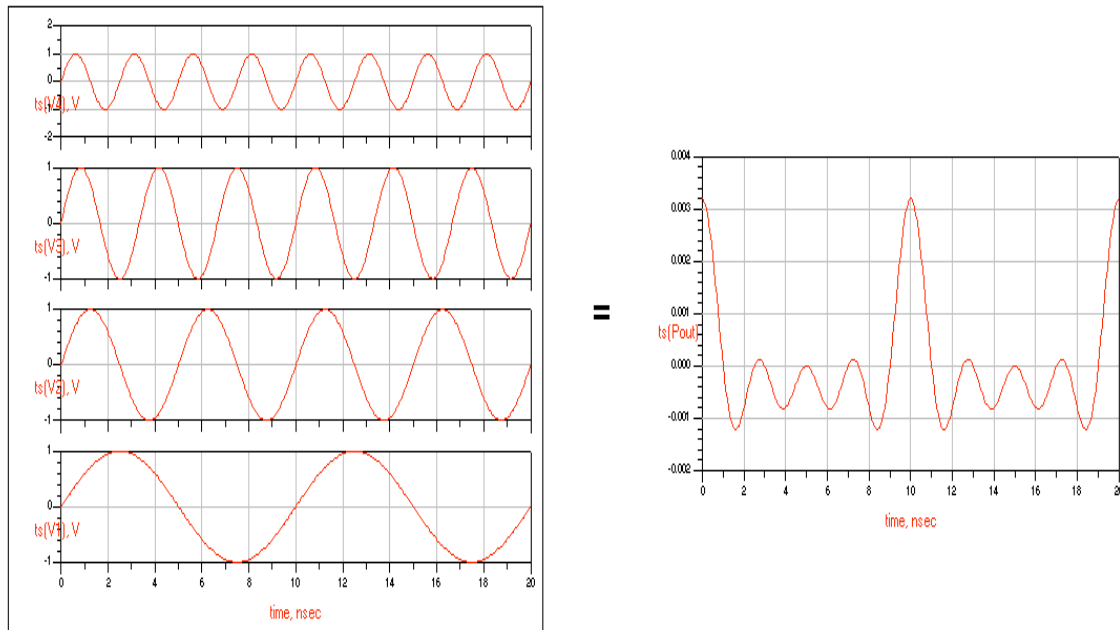 2
1
0
ts(V4), V
-1
-2
1
0
ts(V3), V
-1
1
0
ts(V2), V
-1
1
0
ts(V1), V
-1
0 2 4 6 8 10 12 14 16 18 20
time, nsec
=
0.004
0.003
0.002
0.001
ts(Pout)
0.000
-0.001
-0.002
0 2 4 6 8 10 12 14 16 18 20
time, nsec